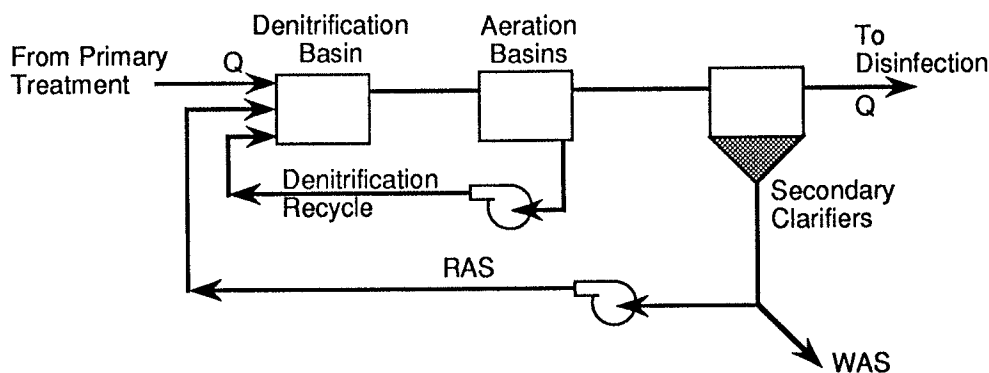 From Primary
Treatment
Q
Denitrification
Basin
Aeration
Basins
To
Disinfection
Q
Denitrification
Recycle
Secondary
Clarifiers
RAS
WAS